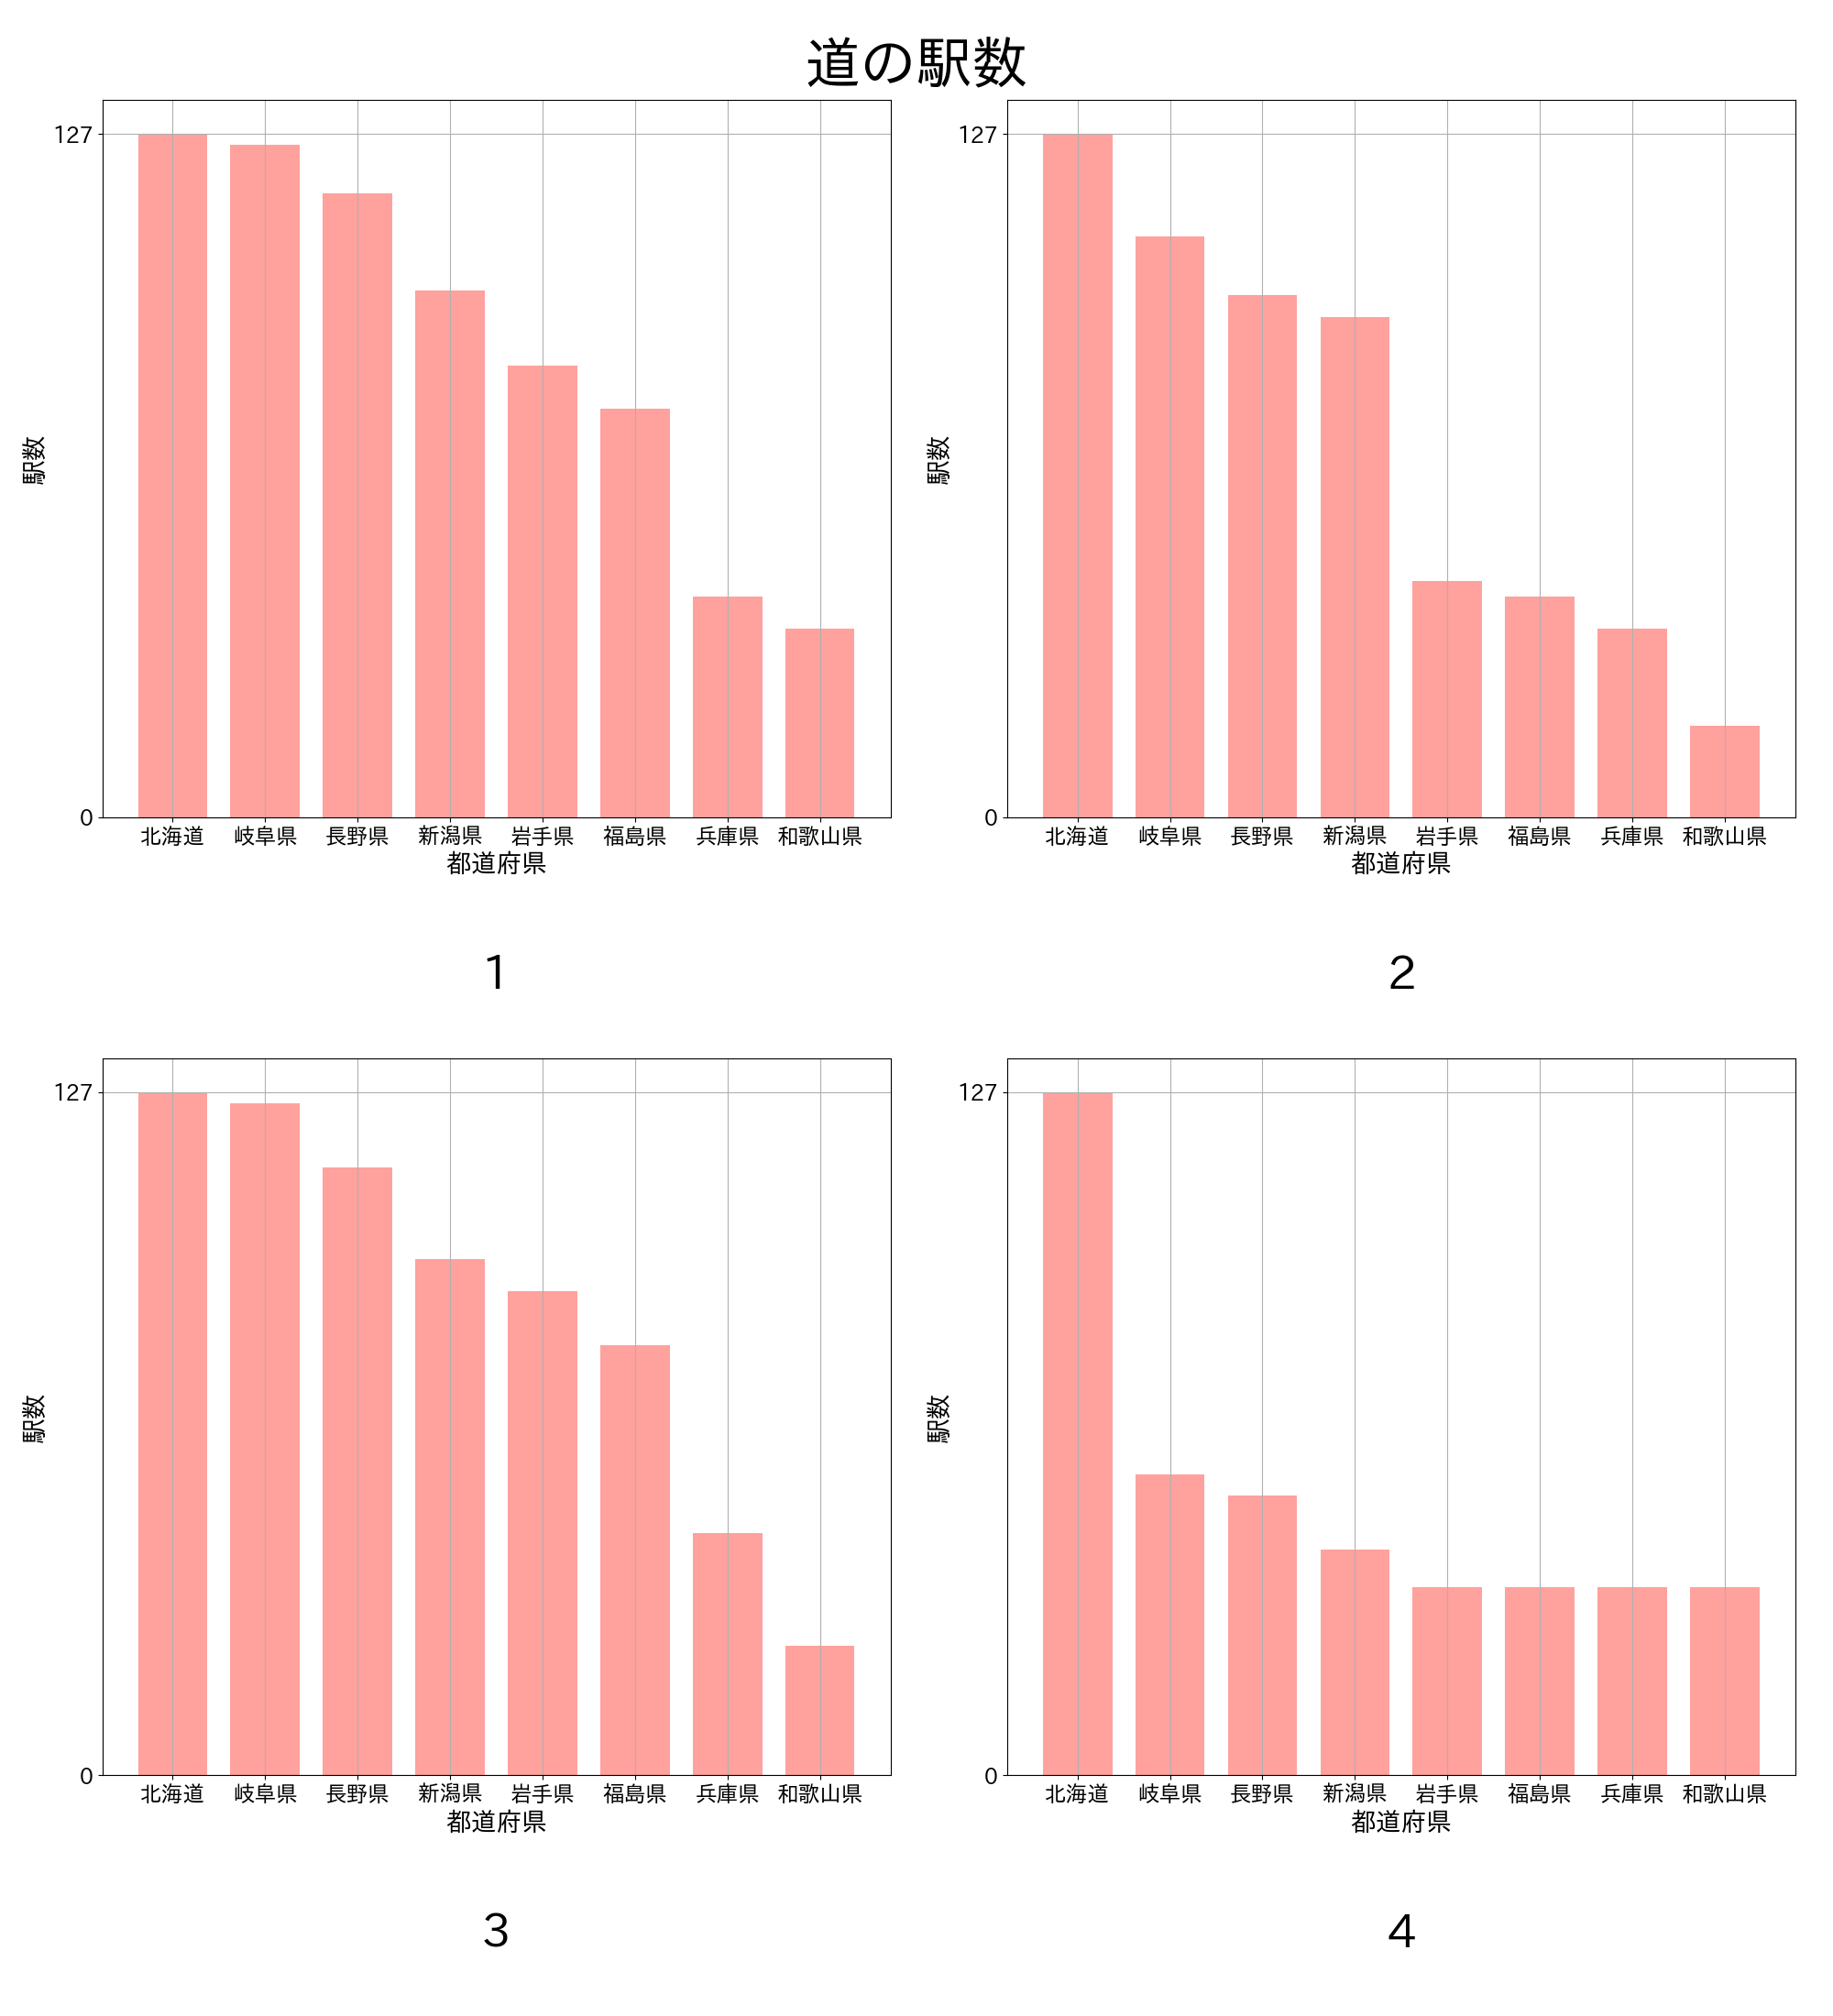 道の駅数
127
0
駅数
北海道 岐阜県 長野県 新潟県 岩手県 福島県 兵庫県 和歌山県
都道府県
1
127
0
駅数
北海道 岐阜県 長野県 新潟県 岩手県 福島県 兵庫県 和歌山県
都道府県
2
127
0
駅数
北海道 岐阜県 長野県 新潟県 岩手県 福島県 兵庫県 和歌山県
都道府県
3
127
0
駅数
北海道 岐阜県 長野県 新潟県 岩手県 福島県 兵庫県 和歌山県
都道府県
4